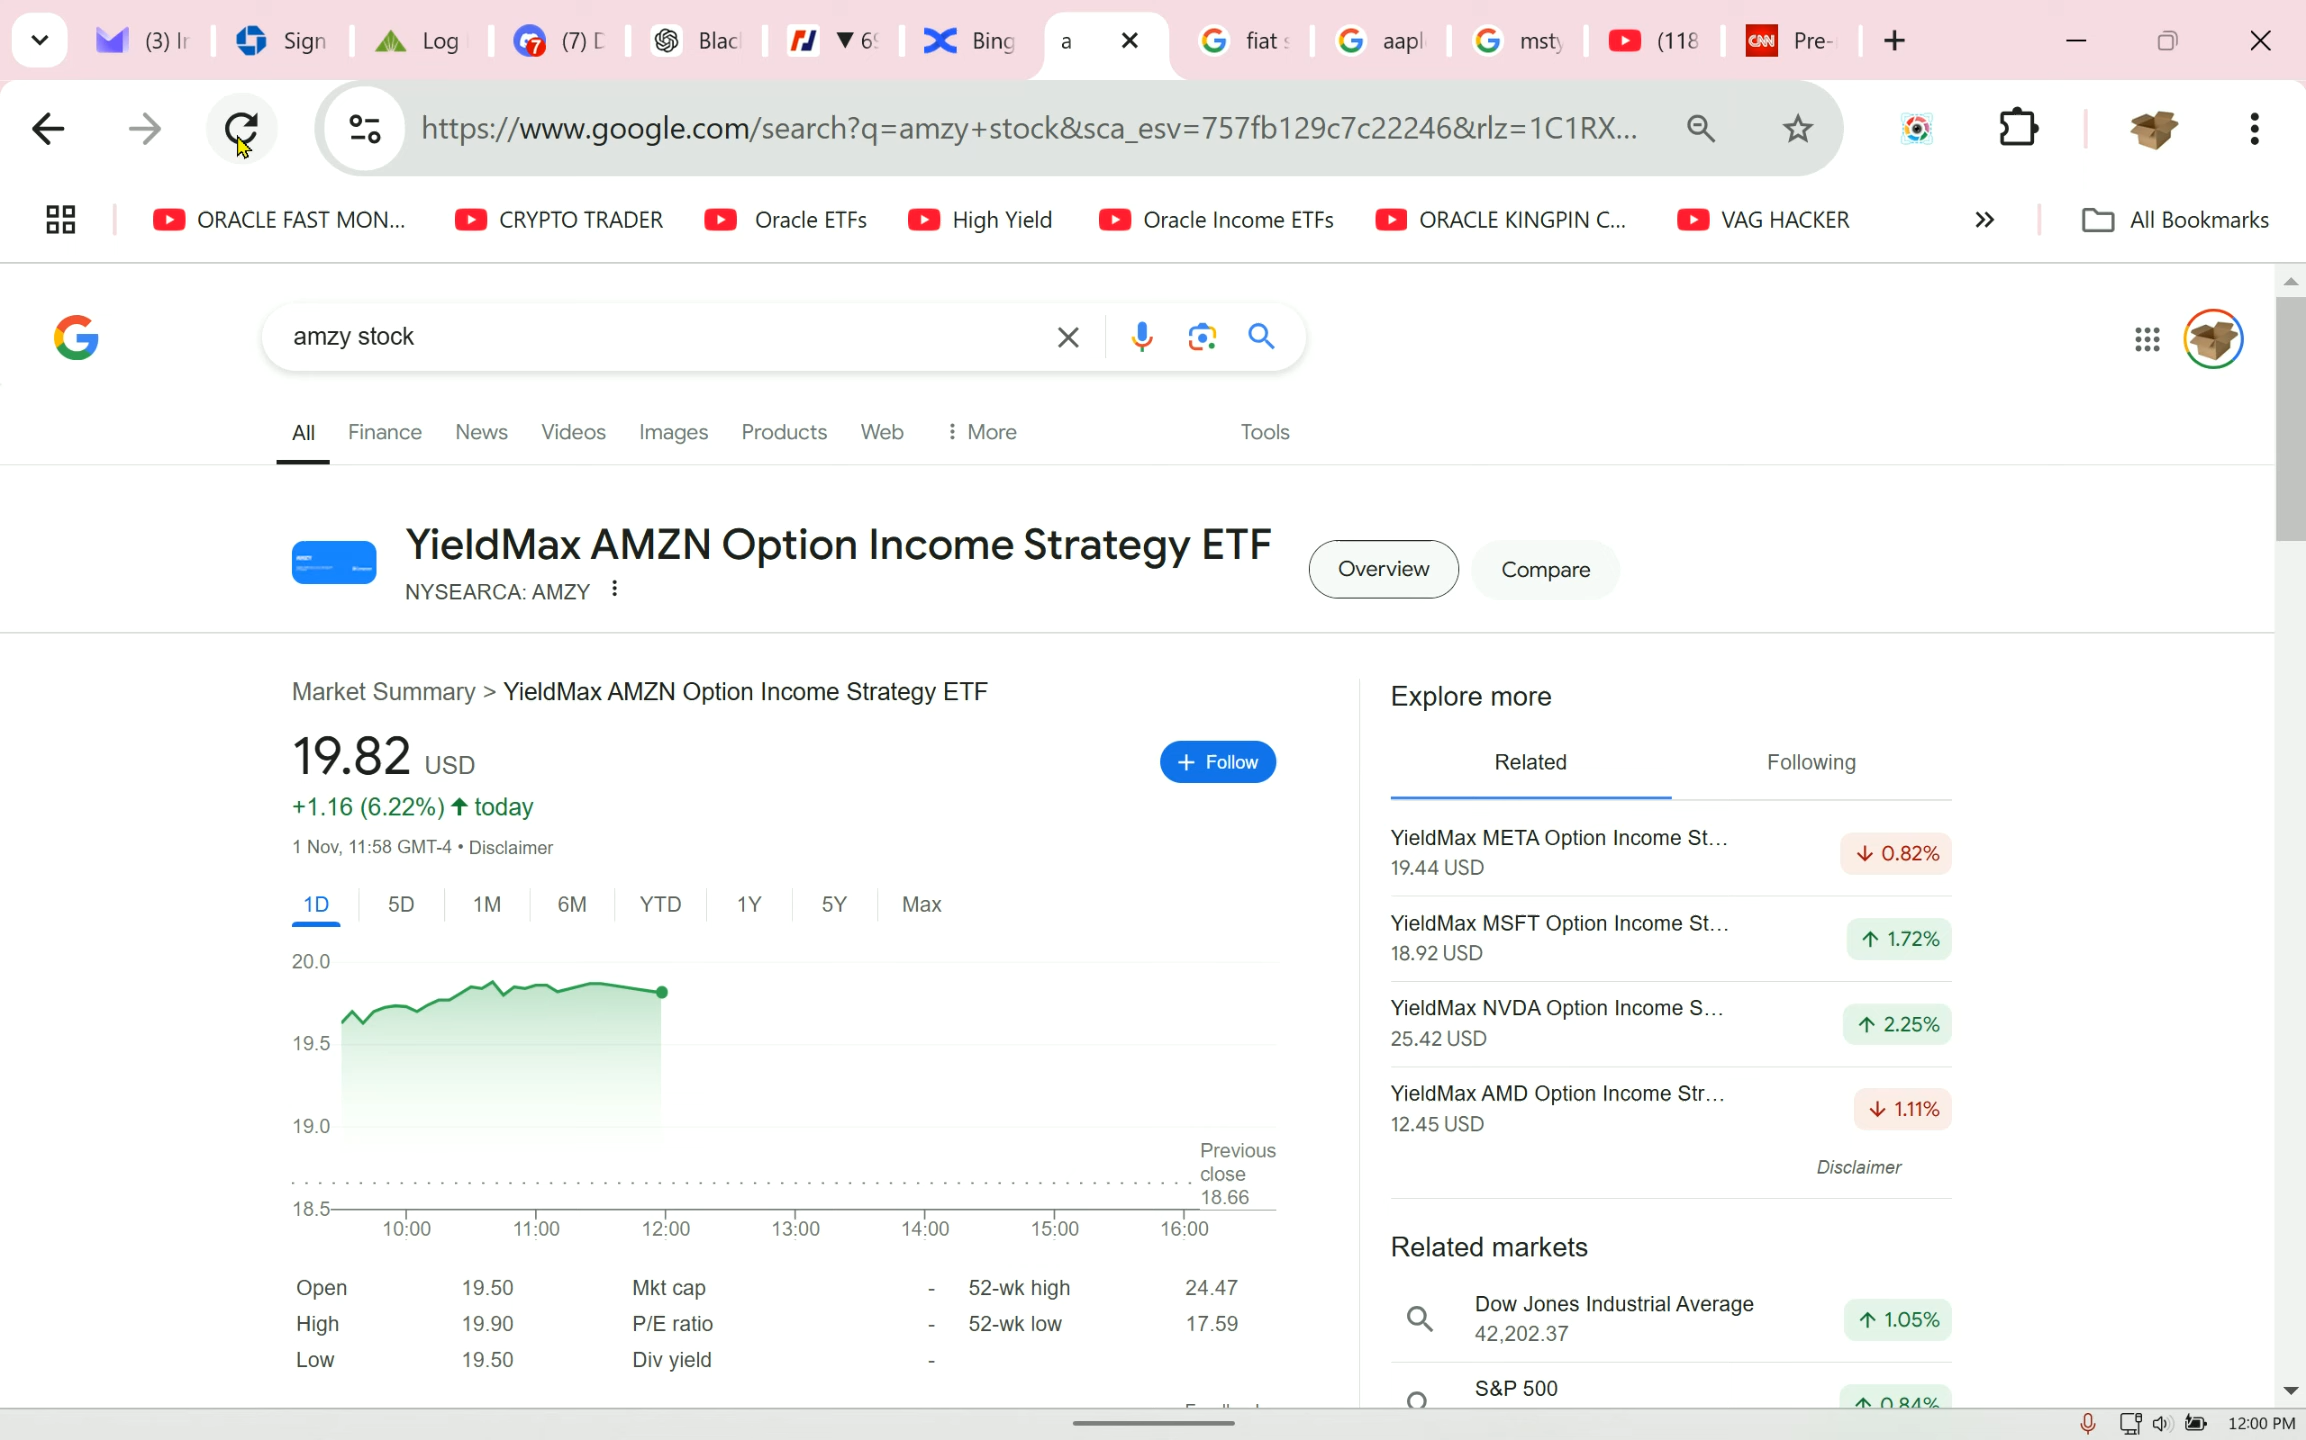 (3) Ir
Sign
Log
(7) D
Blac
▼ 69
Bing
a
fiat s
aapl
msty
(118
Pre-
https://www.google.com/search?q=amzy+stock&sca_esv=757fb129c7c22246&rlz=1C1RX...
ORACLE FAST MON...
CRYPTO TRADER
Oracle ETFs
High Yield
Oracle Income ETFs
ORACLE KINGPIN C...
VAG HACKER
All Bookmarks
amzy stock
All
Finance
News
Videos
Images
Products
Web
More
Tools
YieldMax AMZN Option Income Strategy ETF
NYSEARCA: AMZY
Overview
Compare
Market Summary > YieldMax AMZN Option Income Strategy ETF
19.82 USD
+ Follow
+1.16 (6.22%) ↑ today
1 Nov, 11:58 GMT-4 • Disclaimer
1D
5D
1M
6M
YTD
1Y
5Y
Max
20.0
19.5
19.0
18.5
Previous
close
18.66
10:00
11:00
12:00
13:00
14:00
15:00
16:00
Open 19.50 Mkt cap - 52-wk high 24.47
High 19.90 P/E ratio - 52-wk low 17.59
Low 19.50 Div yield -
Explore more
Related
Following
YieldMax META Option Income St...
19.44 USD
↓ 0.82%
YieldMax MSFT Option Income St...
18.92 USD
↑ 1.72%
YieldMax NVDA Option Income S...
25.42 USD
↑ 2.25%
YieldMax AMD Option Income Str...
12.45 USD
↓ 1.11%
Disclaimer
Related markets
Dow Jones Industrial Average
42,202.37
↑ 1.05%
S&P 500
↑ 0.84%
12:00 PM